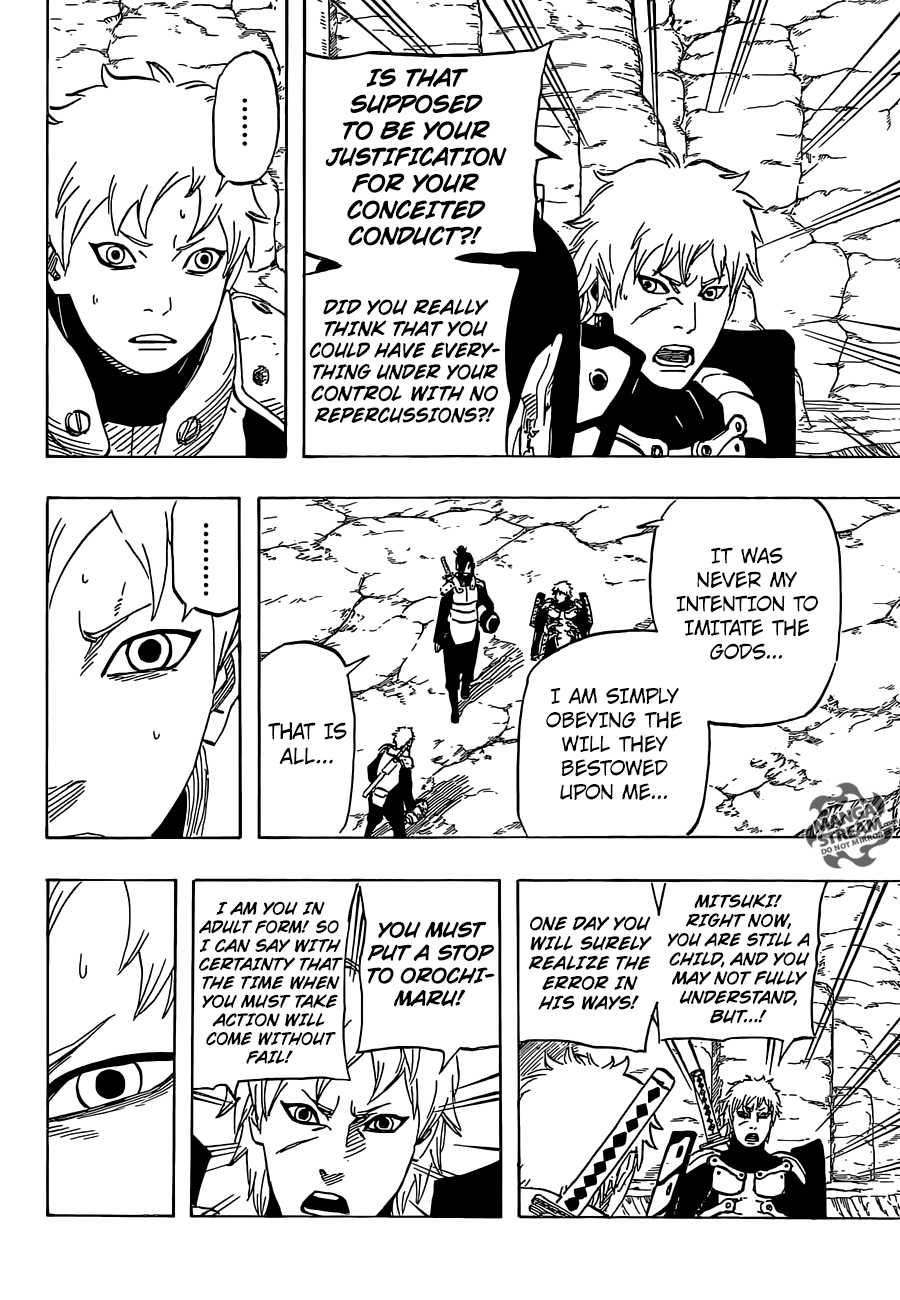 IS THAT
SUPPOSED
TO BE YOUR
JUSTIFICATION
FOR YOUR
CONCEITED
CONDUCT?!
DID YOU REALLY
THINK THAT YOU
COULD HAVE EVERY-
THING UNDER YOUR
CONTROL WITH NO
REPERCUSSIONS?!
......
IT WAS
NEVER MY
INTENTION TO
IMITATE THE
GODS...
I AM SIMPLY
OBEYING THE
WILL THEY
BESTOWED
UPON ME...
THAT IS
ALL...
......
MANGA
STREAM.com
DO NOT MIRROR
MITSUKI!
RIGHT NOW,
YOU ARE STILL A
CHILD, AND YOU
MAY NOT FULLY
UNDERSTAND,
BUT...!
ONE DAY YOU
WILL SURELY
REALIZE THE
ERROR IN
HIS WAYS!
YOU MUST
PUT A STOP
TO OROCHI-
MARU!
I AM YOU IN
ADULT FORM! SO
I CAN SAY WITH
CERTAINTY THAT
THE TIME WHEN
YOU MUST TAKE
ACTION WILL
COME WITHOUT
FAIL!